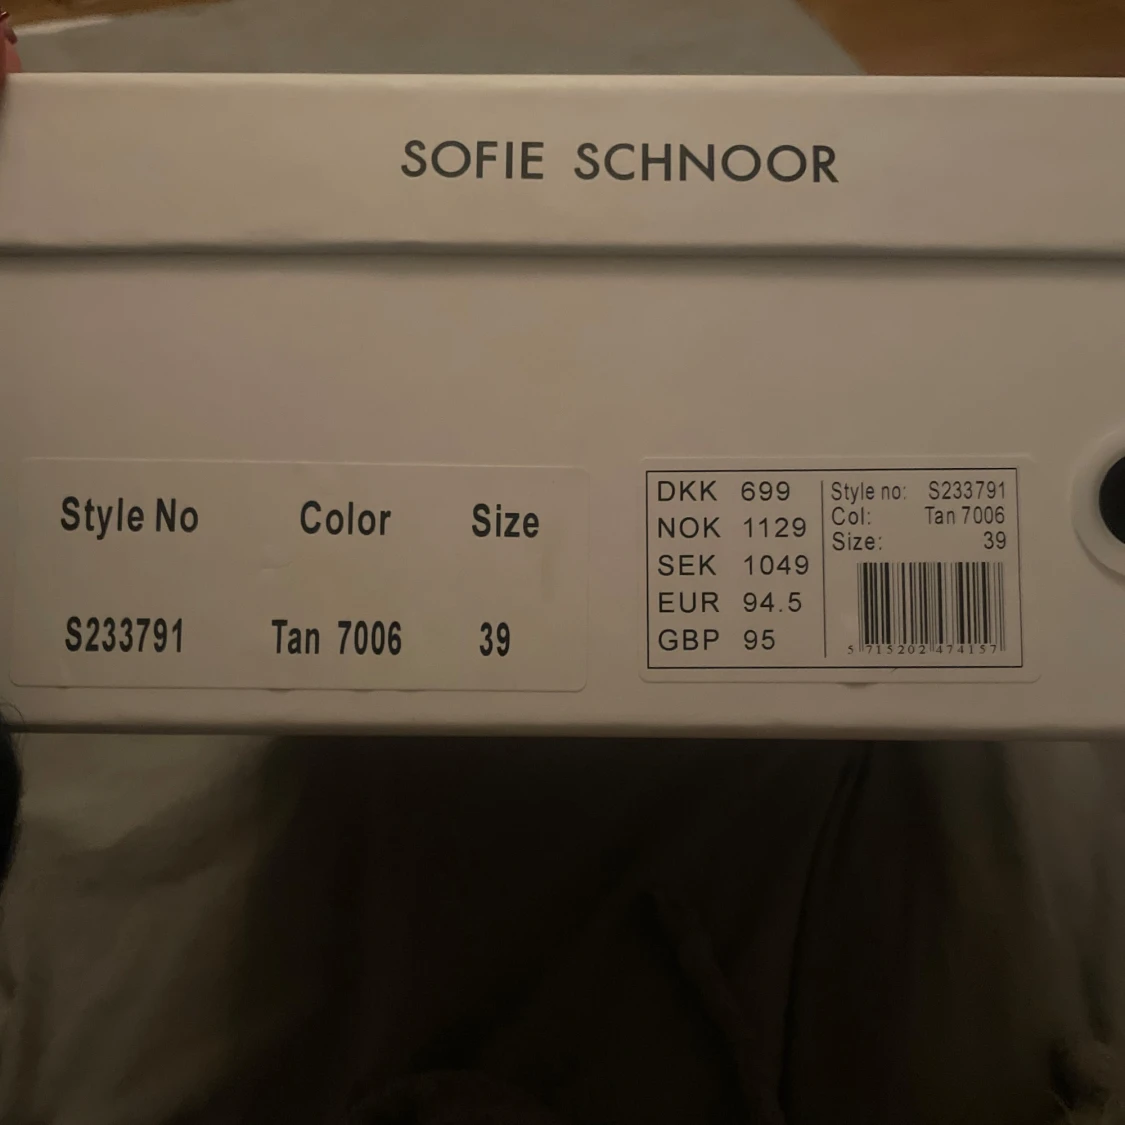 SOFIE SCHNOOR
Style No Color Size
S233791 Tan 7006 39
DKK 699
NOK 1129
SEK 1049
EUR 94.5
GBP 95
Style no: S233791
Col: Tan 7006
Size: 39
5 715202 474157